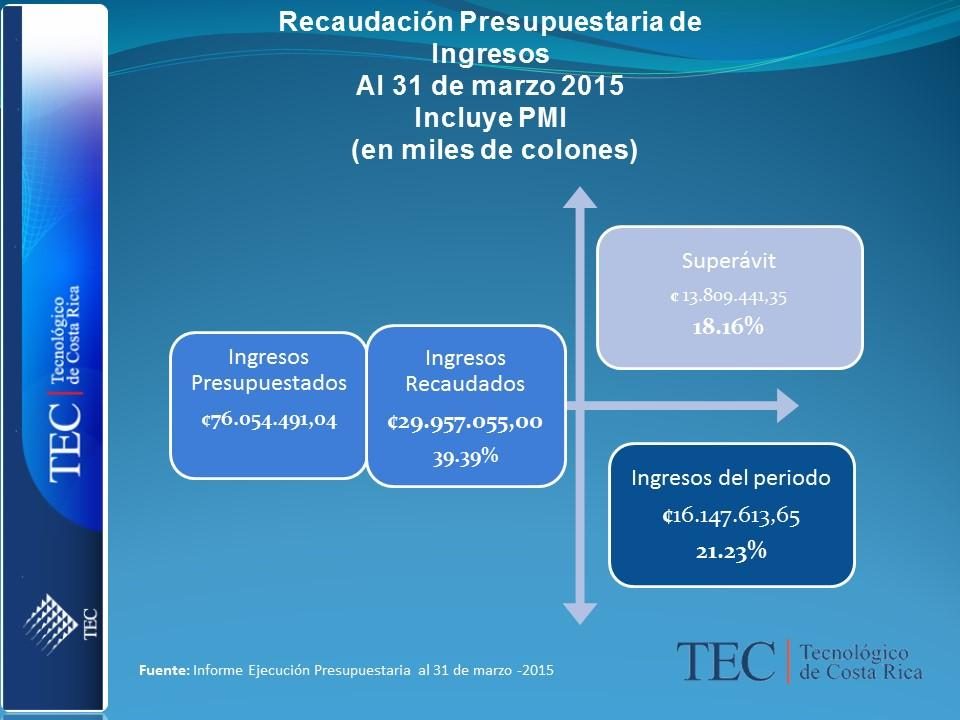 Recaudación Presupuestaria de
Ingresos
Al 31 de marzo 2015
Incluye PMI
(en miles de colones)
Superávit
¢ 13.809.441,35
18.16%
Ingresos
Presupuestados
¢76.054.491,04
Ingresos
Recaudados
¢29.957.055,00
39.39%
Ingresos del periodo
¢16.147.613,65
21.23%
TEC | Tecnológico
de Costa Rica
TEC
Fuente: Informe Ejecución Presupuestaria al 31 de marzo -2015
TEC | Tecnológico
de Costa Rica